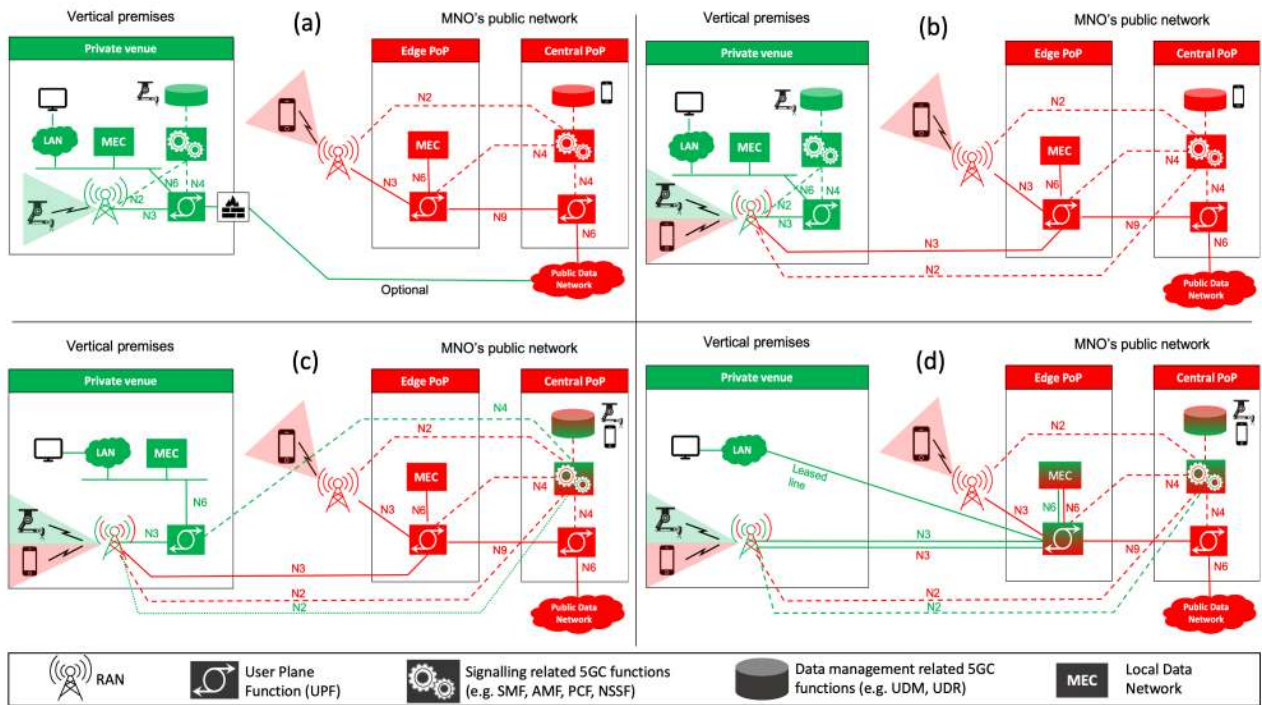 Vertical premises
(a)
MNO's public network
Private venue
Edge PoP
Central PoP
N2
LAN
MEC
MEC
N4
N6
N4
N2
N3
N3
N6
N4
N9
N6
Optional
Public Data
Network
Vertical premises
(b)
MNO's public network
Private venue
Edge PoP
Central PoP
N2
LAN
MEC
MEC
N4
N6
N4
N2
N3
N3
N6
N4
N9
N6
N3
N2
Public Data
Network
Vertical premises
(c)
MNO's public network
Private venue
Edge PoP
Central PoP
N4
N2
LAN
MEC
MEC
N4
N6
N3
N3
N6
N4
N9
N6
N3
N2
N2
Public Data
Network
Vertical premises
(d)
MNO's public network
Private venue
Edge PoP
Central PoP
N2
LAN
Leased
line
MEC
N4
N6
N6
N3
N4
N3
N3
N9
N6
N2
N2
Public Data
Network
RAN
User Plane
Function (UPF)
Signalling related 5GC functions
(e.g. SMF, AMF, PCF, NSSF)
Data management related 5GC
functions (e.g. UDM, UDR)
MEC
Local Data
Network